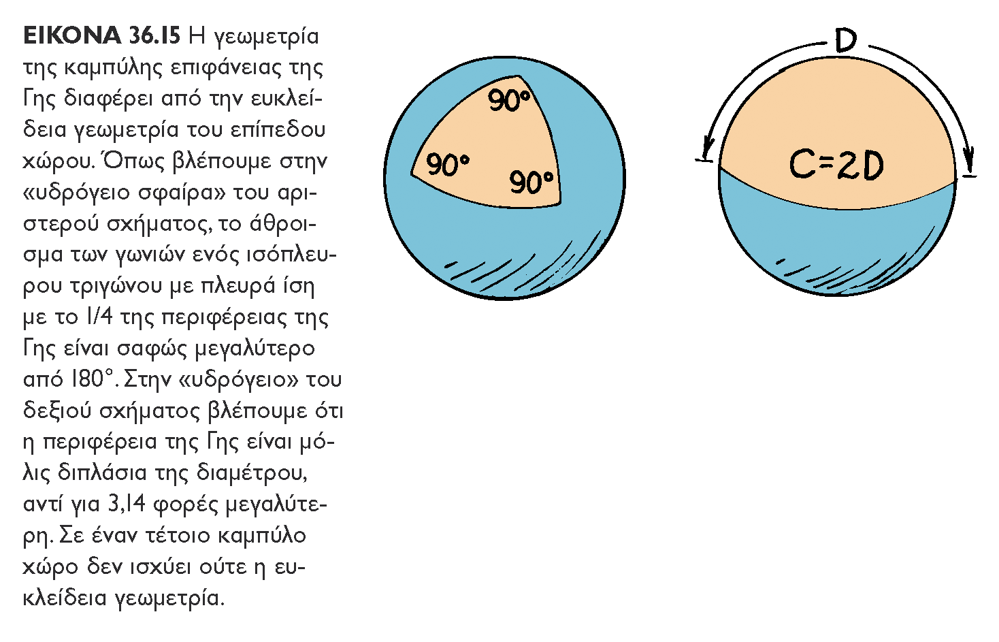 ΕΙΚΟΝΑ 36.15 Η γεωμετρία
της καμπύλης επιφάνειας της
Γης διαφέρει από την ευκλεί-
δεια γεωμετρία του επίπεδου
χώρου. Όπως βλέπουμε στην
«υδρόγειο σφαίρα» του αρι-
στερού σχήματος, το άθροι-
σμα των γωνιών ενός ισόπλευ-
ρου τριγώνου με πλευρά ίση
με το 1/4 της περιφέρειας της
Γης είναι σαφώς μεγαλύτερο
από 180°. Στην «υδρόγειο» του
δεξιού σχήματος βλέπουμε ότι
η περιφέρεια της Γης είναι μό-
λις διπλάσια της διαμέτρου,
αντί για 3,14 φορές μεγαλύτε-
ρη. Σε έναν τέτοιο καμπύλο
χώρο δεν ισχύει ούτε η ευ-
κλείδεια γεωμετρία.
90°
90°
90°
D
C=2D